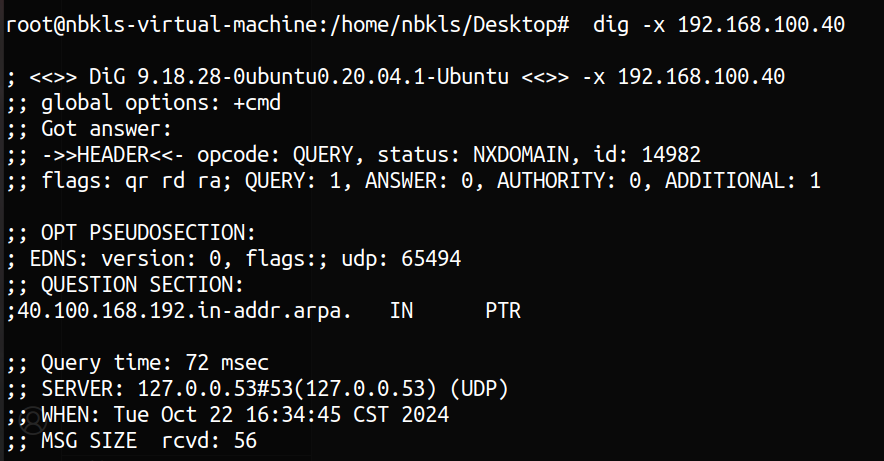 root@nbkls-virtual-machine:/home/nbkls/Desktop#  dig -x 192.168.100.40
; <<>> DiG 9.18.28-0ubuntu0.20.04.1-Ubuntu <<>> -x 192.168.100.40
;; global options: +cmd
;; Got answer:
;; ->>HEADER<<- opcode: QUERY, status: NXDOMAIN, id: 14982
;; flags: qr rd ra; QUERY: 1, ANSWER: 0, AUTHORITY: 0, ADDITIONAL: 1
;; OPT PSEUDOSECTION:
; EDNS: version: 0, flags:; udp: 65494
;; QUESTION SECTION:
;40.100.168.192.in-addr.arpa.   IN      PTR
;; Query time: 72 msec
;; SERVER: 127.0.0.53#53(127.0.0.53) (UDP)
;; WHEN: Tue Oct 22 16:34:45 CST 2024
;; MSG SIZE  rcvd: 56